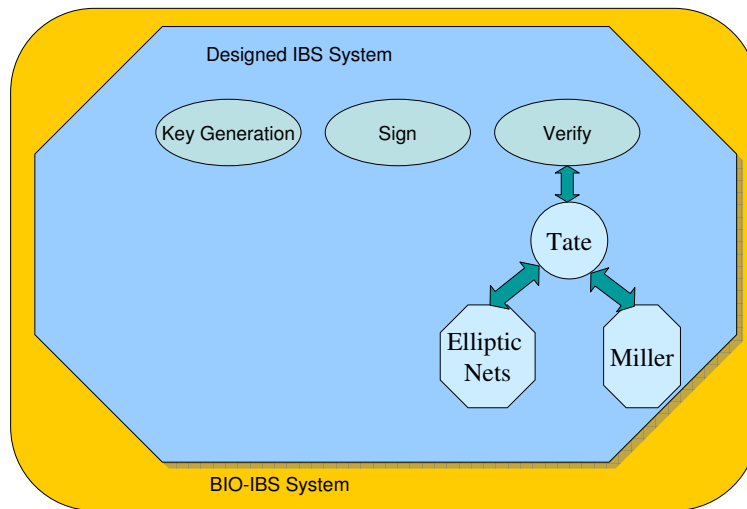 Designed IBS System
Key Generation
Sign
Verify
Tate
Elliptic
Nets
Miller
BIO-IBS System